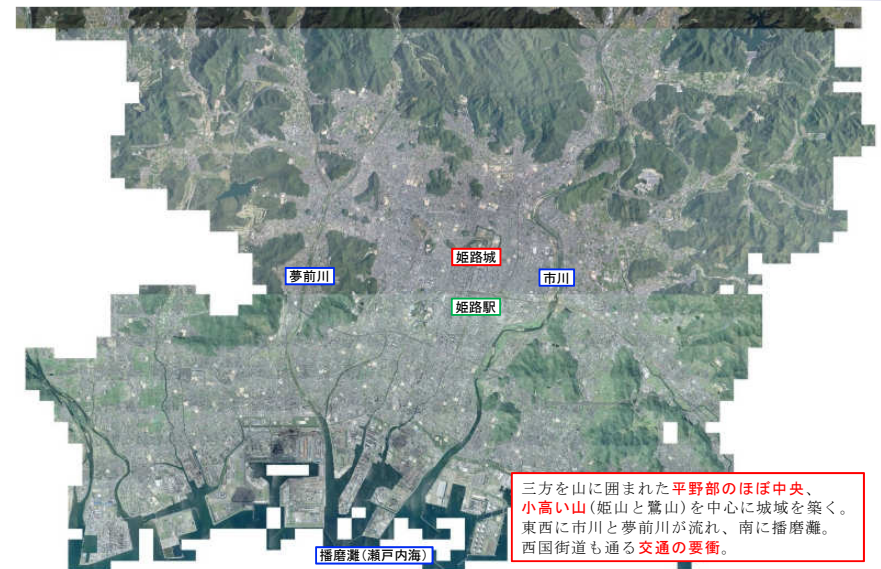 姫路城
夢前川
市川
姫路駅
三方を山に囲まれた平野部のほぼ中央、
小高い山(姫山と鷺山)を中心に城域を築く。
東西に市川と夢前川が流れ、南に播磨灘。
西国街道も通る交通の要衝。
播磨灘(瀬戸内海)